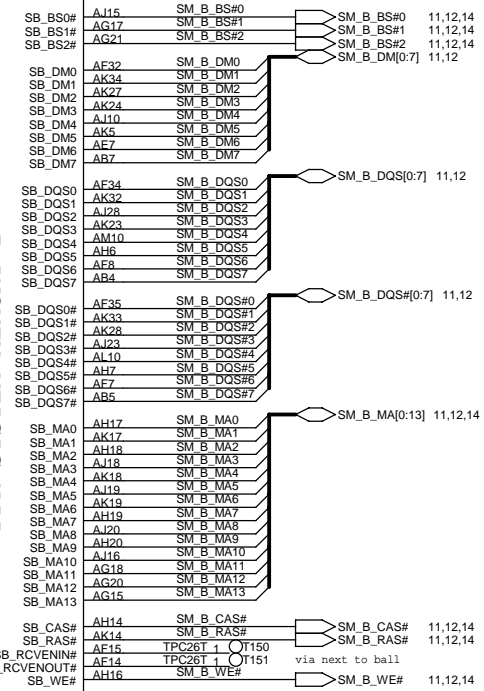 SB_BS0# AJ15 SM_B_BS#0 SM_B_BS#0 11,12,14
SB_BS1# AG17 SM_B_BS#1 SM_B_BS#1 11,12,14
SB_BS2# AG21 SM_B_BS#2 SM_B_BS#2 11,12,14
SM_B_DM[0:7] 11,12
SB_DM0 AF32 SM_B_DM0
SB_DM1 AK34 SM_B_DM1
SB_DM2 AK27 SM_B_DM2
SB_DM3 AK24 SM_B_DM3
SB_DM4 AJ10 SM_B_DM4
SB_DM5 AK5 SM_B_DM5
SB_DM6 AE7 SM_B_DM6
SB_DM7 AB7 SM_B_DM7
SM_B_DQS[0:7] 11,12
SB_DQS0 AF34 SM_B_DQS0
SB_DQS1 AK32 SM_B_DQS1
SB_DQS2 AJ28 SM_B_DQS2
SB_DQS3 AK23 SM_B_DQS3
SB_DQS4 AM10 SM_B_DQS4
SB_DQS5 AH6 SM_B_DQS5
SB_DQS6 AF8 SM_B_DQS6
SB_DQS7 AB4 SM_B_DQS7
SM_B_DQS#[0:7] 11,12
SB_DQS0# AF35 SM_B_DQS#0
SB_DQS1# AK33 SM_B_DQS#1
SB_DQS2# AK28 SM_B_DQS#2
SB_DQS3# AJ23 SM_B_DQS#3
SB_DQS4# AL10 SM_B_DQS#4
SB_DQS5# AH7 SM_B_DQS#5
SB_DQS6# AF7 SM_B_DQS#6
SB_DQS7# AB5 SM_B_DQS#7
SM_B_MA[0:13] 11,12,14
SB_MA0 AH17 SM_B_MA0
SB_MA1 AK17 SM_B_MA1
SB_MA2 AH18 SM_B_MA2
SB_MA3 AJ18 SM_B_MA3
SB_MA4 AK18 SM_B_MA4
SB_MA5 AJ19 SM_B_MA5
SB_MA6 AK19 SM_B_MA6
SB_MA7 AH19 SM_B_MA7
SB_MA8 AJ20 SM_B_MA8
SB_MA9 AH20 SM_B_MA9
SB_MA10 AJ16 SM_B_MA10
SB_MA11 AG18 SM_B_MA11
SB_MA12 AG20 SM_B_MA12
SB_MA13 AG15 SM_B_MA13
SB_CAS# AH14 SM_B_CAS# SM_B_CAS# 11,12,14
SB_RAS# AK14 SM_B_RAS# SM_B_RAS# 11,12,14
B_RCVENIN# AF15 TPC26T 1 T150
RCVENOUT# AF14 TPC26T 1 T151 via next to ball
SB_WE# AH16 SM_B_WE# SM_B_WE# 11,12,14